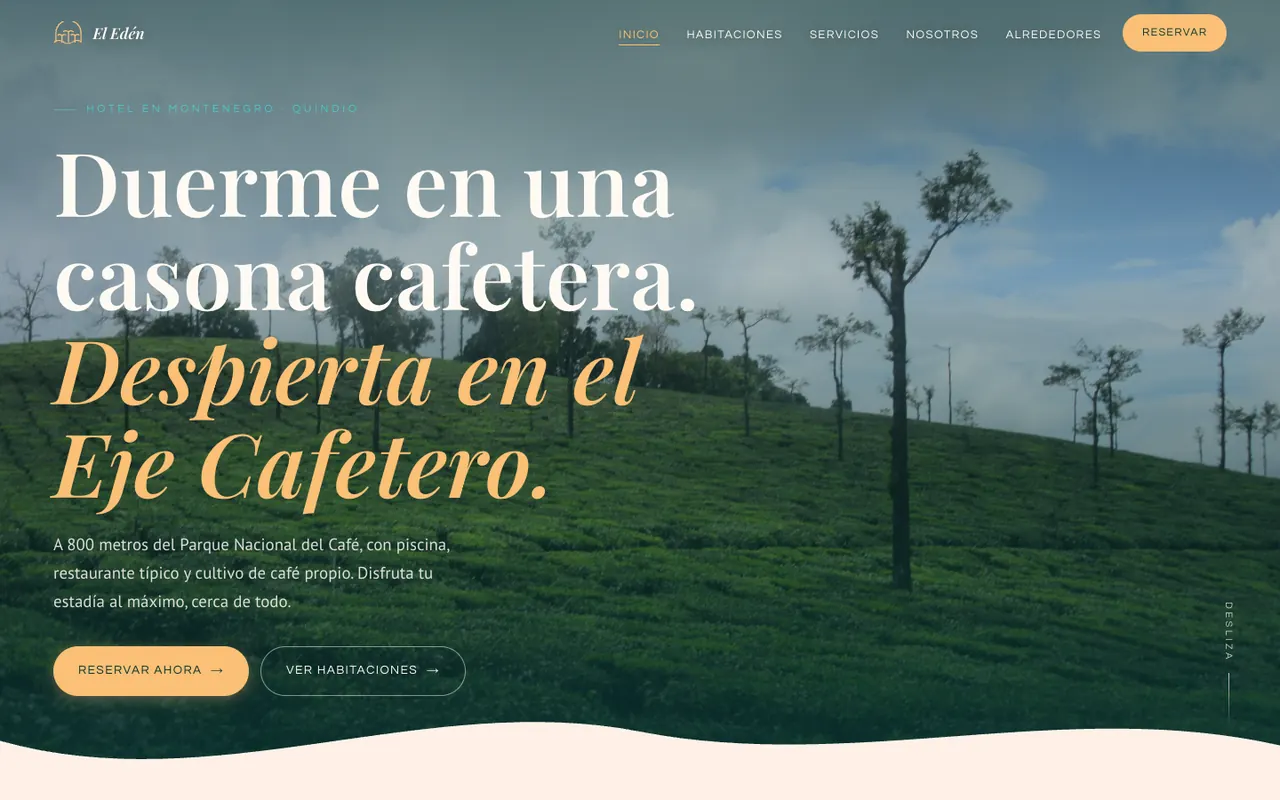 El Edén
INICIO
HABITACIONES
SERVICIOS
NOSOTROS
ALREDEDORES
RESERVAR
HOTEL EN MONTENEGRO · QUINDIO
Duerme en una
casona cafetera.
Despierta en el
Eje Cafetero.
A 800 metros del Parque Nacional del Café, con piscina,
restaurante típico y cultivo de café propio. Disfruta tu
estadía al máximo, cerca de todo.
RESERVAR AHORA →
VER HABITACIONES →
DESLIZA